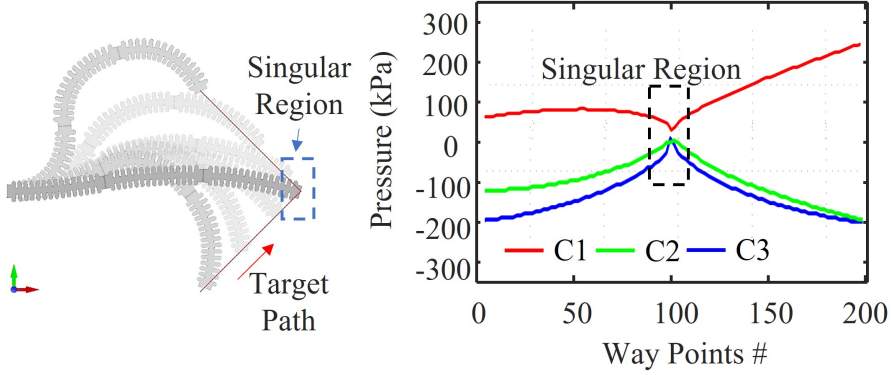 Singular
Region
Target
Path
Pressure (kPa)
300
200
100
0
-100
-200
-300
Singular Region
C1 C2 C3
0 50 100 150 200
Way Points #